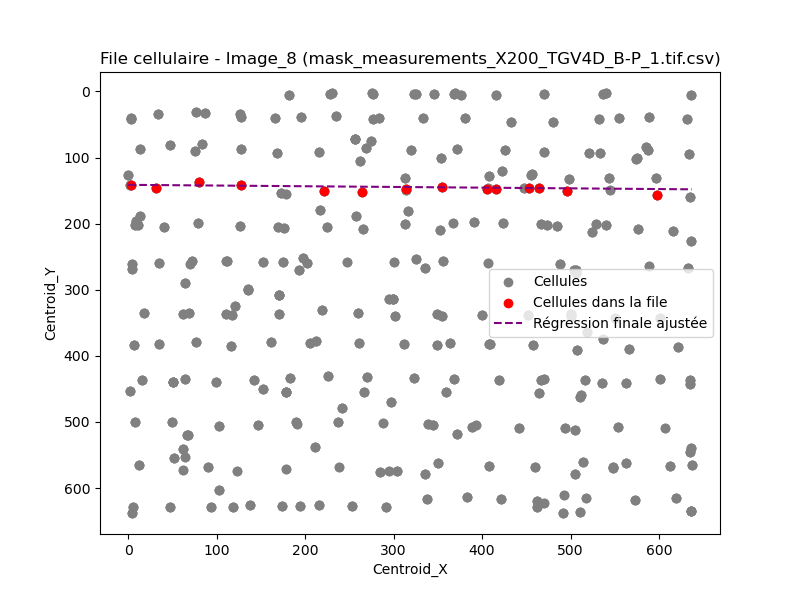 File cellulaire - Image_8 (mask_measurements_X200_TGV4D_B-P_1.tif.csv)
Centroid_Y
0
100
200
300
400
500
600
Cellules
Cellules dans la file
Régression finale ajustée
0 100 200 300 400 500 600
Centroid_X